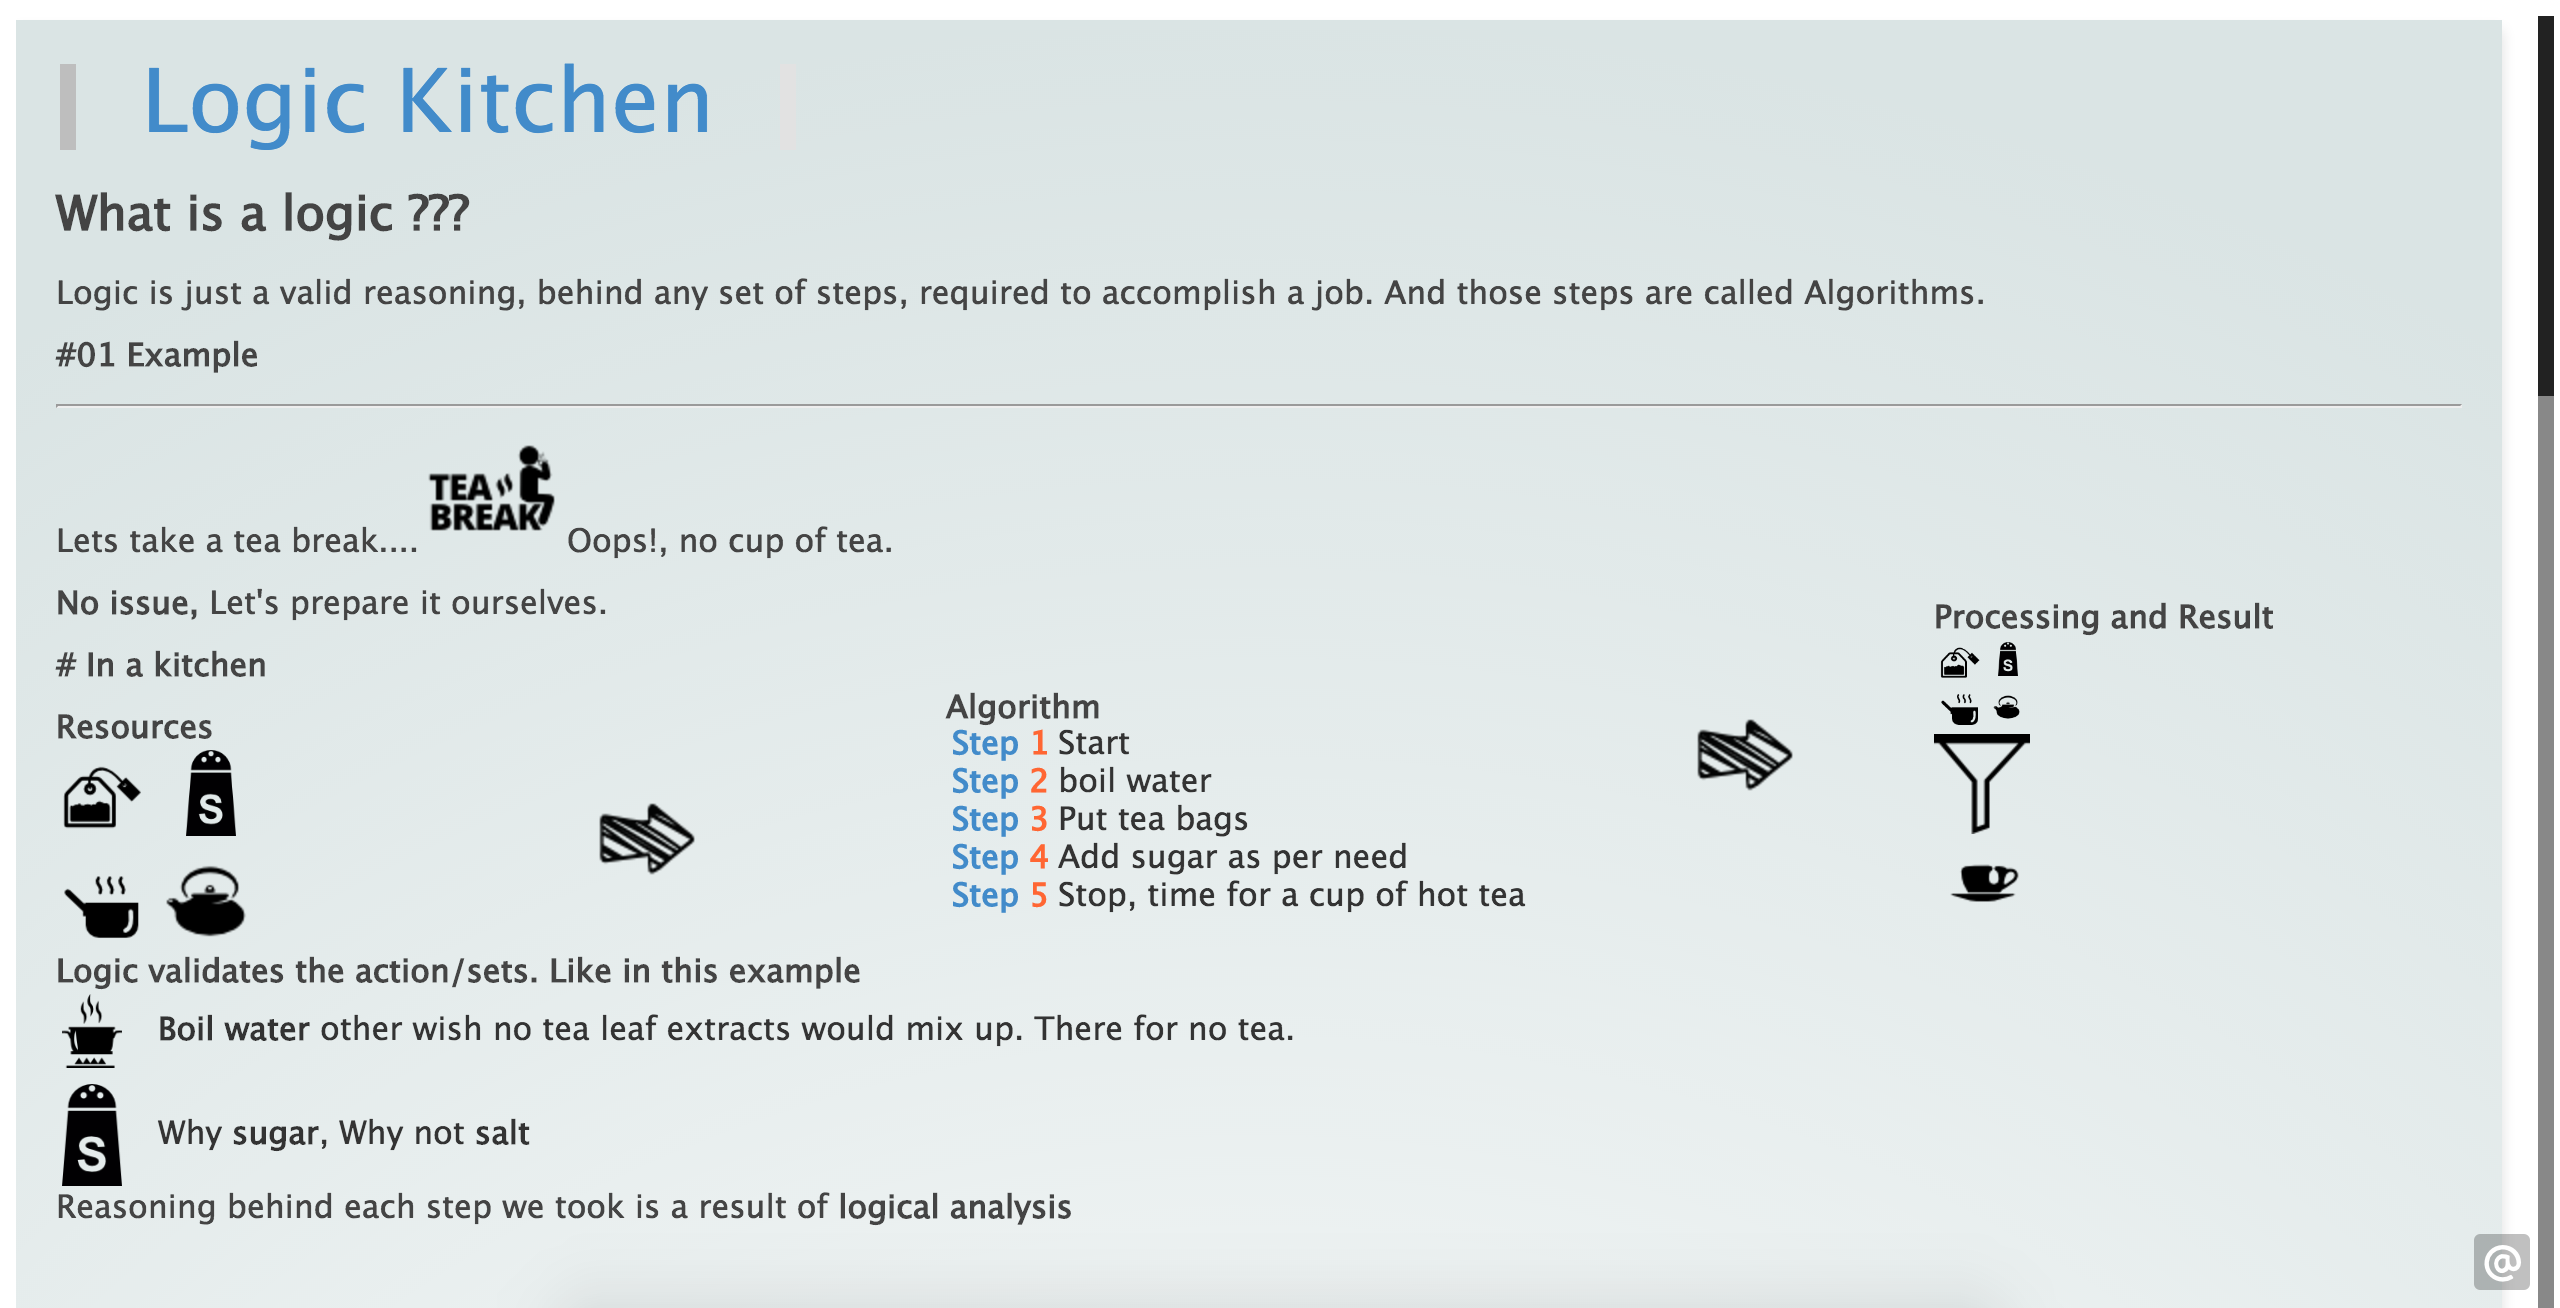 Logic Kitchen
What is a logic ???
Logic is just a valid reasoning, behind any set of steps, required to accomplish a job. And those steps are called Algorithms.
#01 Example
TEA
BREAK
Lets take a tea break.... Oops!, no cup of tea.
No issue, Let's prepare it ourselves.
# In a kitchen
Resources
S
Algorithm
Step 1 Start
Step 2 boil water
Step 3 Put tea bags
Step 4 Add sugar as per need
Step 5 Stop, time for a cup of hot tea
Processing and Result
S
Logic validates the action/sets. Like in this example
Boil water other wish no tea leaf extracts would mix up. There for no tea.
S
Why sugar, Why not salt
Reasoning behind each step we took is a result of logical analysis
@